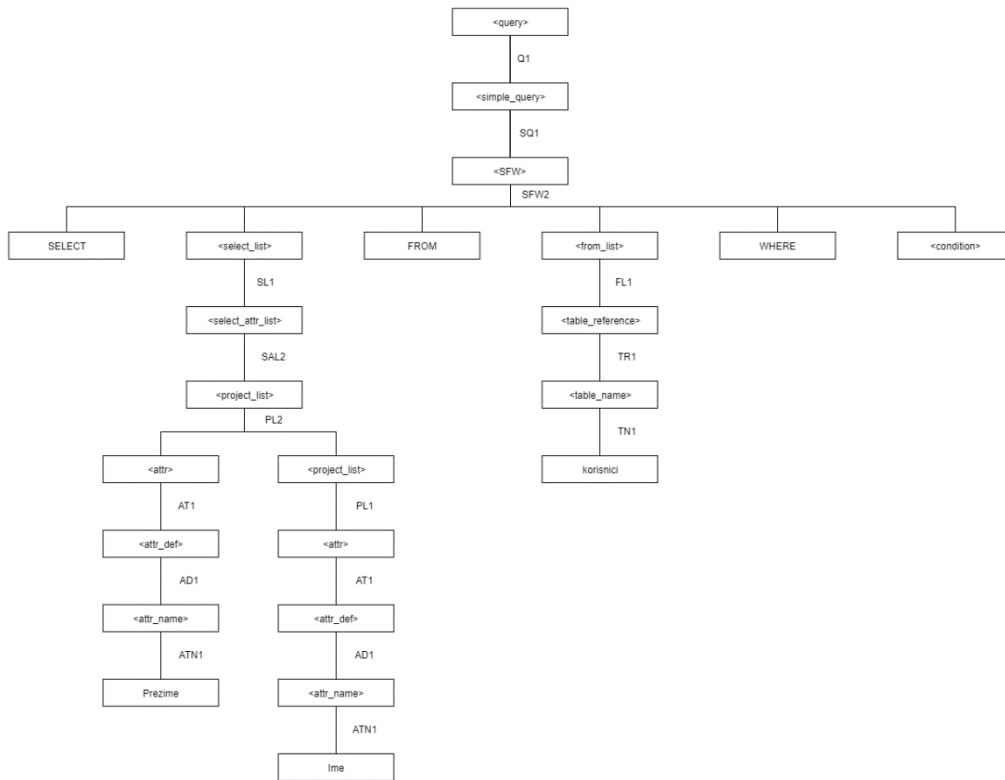 <query>
Q1
<simple_query>
SQ1
<SFW>
SFW2
SELECT
<select_list>
FROM
<from_list>
WHERE
<condition>
SL1
FL1
<select_attr_list>
<table_reference>
SAL2
TR1
<project_list>
<table_name>
PL2
TN1
<attr>
<project_list>
korisnici
AT1
PL1
<attr_def>
<attr>
AD1
AT1
<attr_name>
<attr_def>
ATN1
AD1
Prezime
<attr_name>
ATN1
Ime